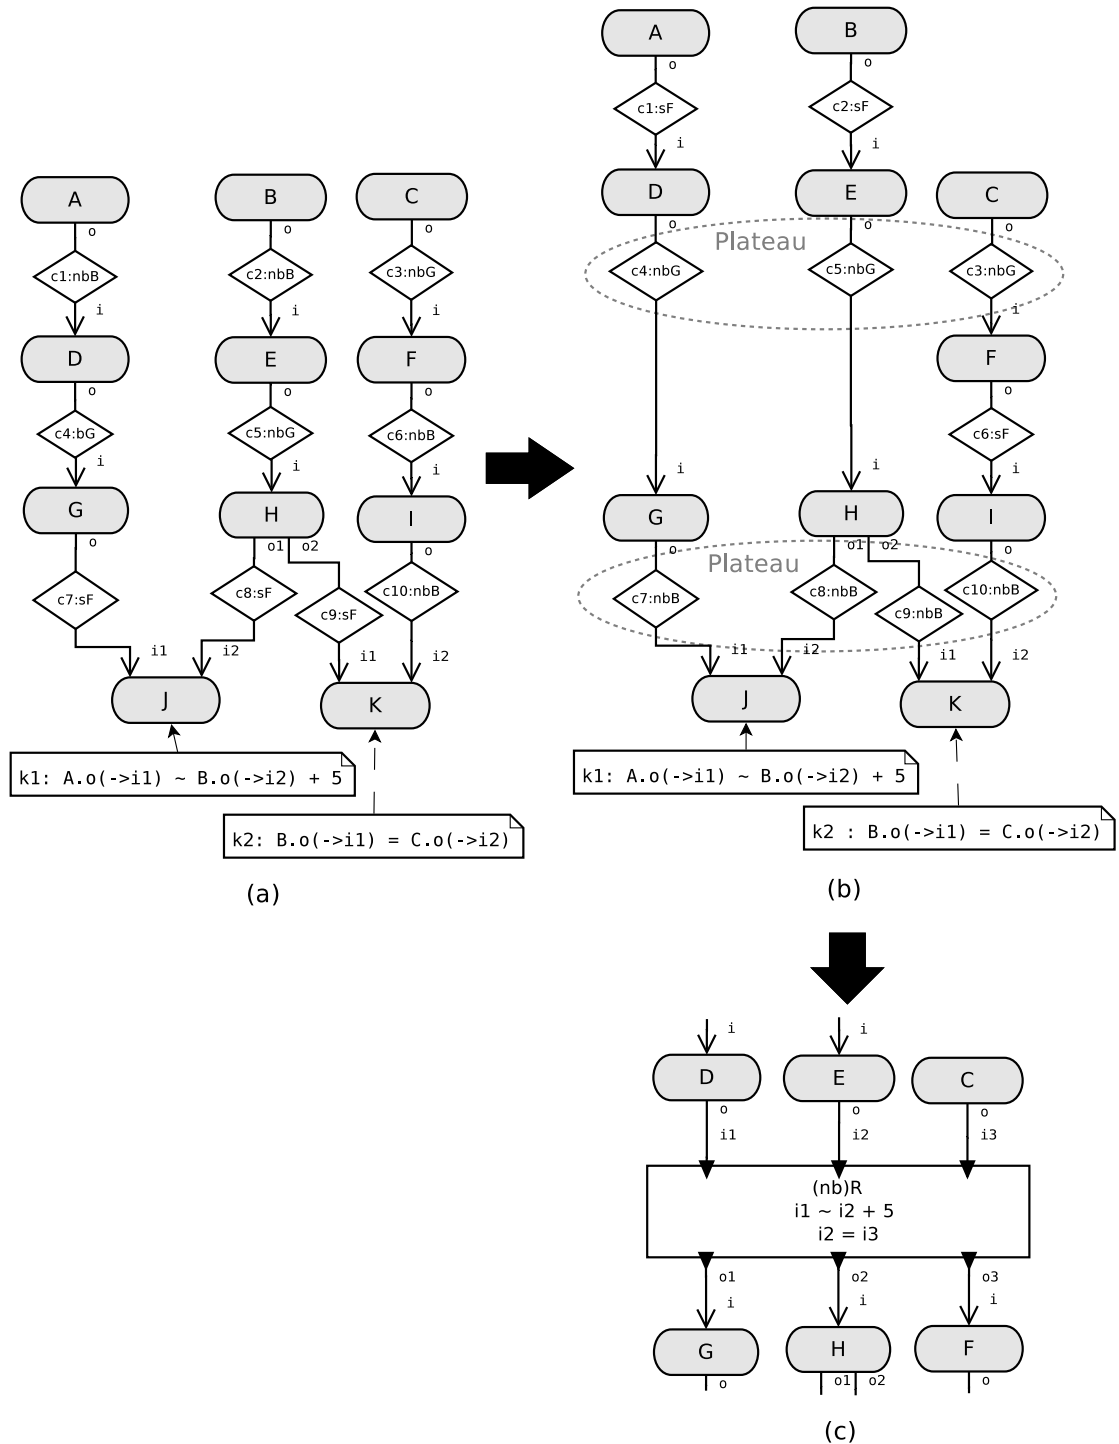 A
o
c1:nbB
i
D
o
c4:bG
i
G
o
c7:sF
i1
B
o
c2:nbB
i
E
o
c5:nbG
i
H
o1 o2
c8:sF
c9:sF
i2
i1
C
o
c3:nbG
i
F
o
c6:nbB
i
I
o
c10:nbB
i2
J
K
k1: A.o(->i1) ~ B.o(->i2) + 5
k2: B.o(->i1) = C.o(->i2)
(a)
A
o
c1:sF
i
D
o
c4:nbG
i
G
o
c7:nbB
i1
B
o
c2:sF
i
E
o
c5:nbG
i
H
o1 o2
c8:nbB
c9:nbB
i2
i1
C
o
c3:nbG
i
F
o
c6:sF
i
I
o
c10:nbB
i2
Plateau
Plateau
J
K
k1: A.o(->i1) ~ B.o(->i2) + 5
k2 : B.o(->i1) = C.o(->i2)
(b)
i
i
D
E
C
o
o
o
i1
i2
i3
(nb)R
i1 ~ i2 + 5
i2 = i3
o1
o2
o3
i
i
i
G
H
F
o
o1 o2
o
(c)